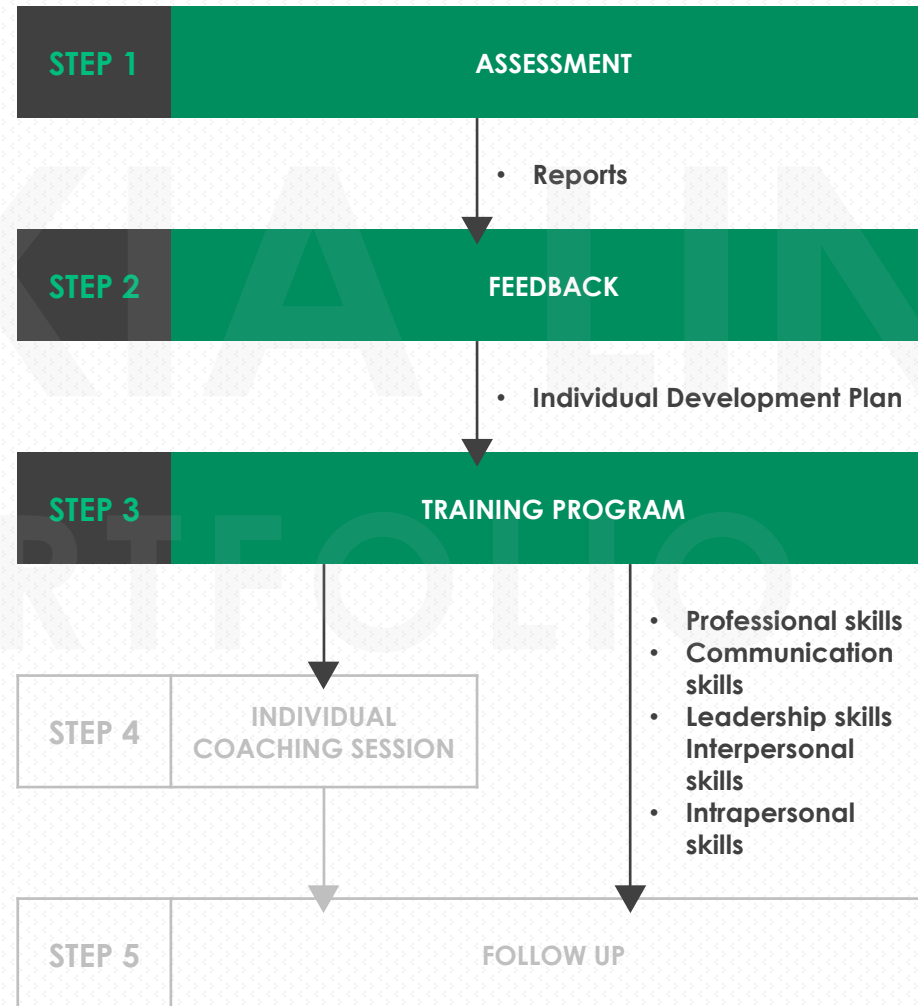 STEP 1
ASSESSMENT
• Reports
STEP 2
FEEDBACK
• Individual Development Plan
STEP 3
TRAINING PROGRAM
• Professional skills
• Communication
skills
• Leadership skills
Interpersonal
skills
• Intrapersonal
skills
STEP 4
INDIVIDUAL
COACHING SESSION
STEP 5
FOLLOW UP